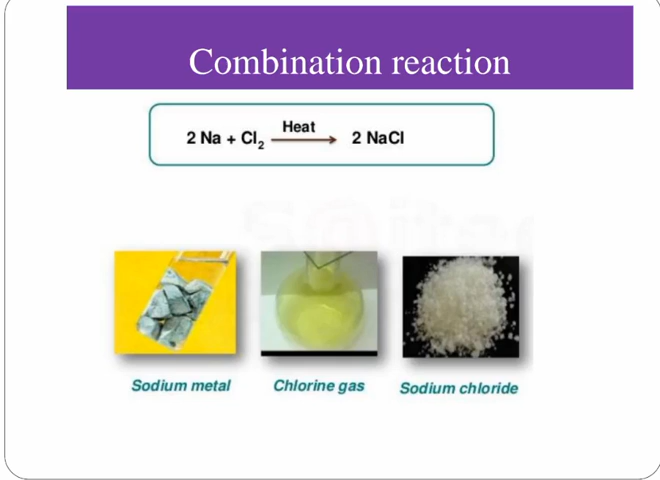 Combination reaction
Heat
2 Na + Cl₂ → 2 NaCl
Sodium metal
Chlorine gas
Sodium chloride